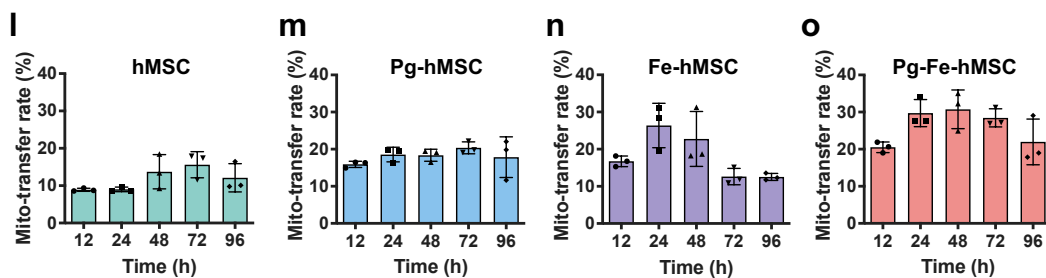 l
hMSC
Mito-transfer rate (%)
40
30
20
10
0
12 24 48 72 96
Time (h)
m
Pg-hMSC
Mito-transfer rate (%)
40
30
20
10
0
12 24 48 72 96
Time (h)
n
Fe-hMSC
Mito-transfer rate (%)
40
30
20
10
0
12 24 48 72 96
Time (h)
o
Pg-Fe-hMSC
Mito-transfer rate (%)
40
30
20
10
0
12 24 48 72 96
Time (h)